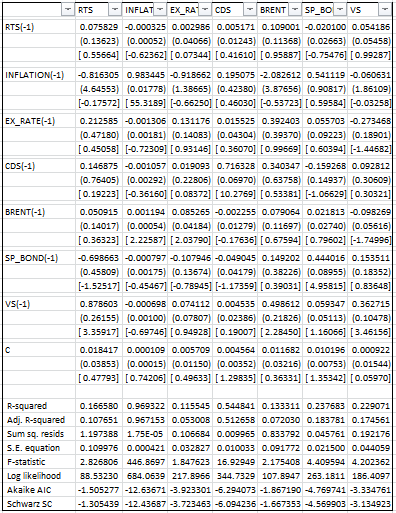 RTS INFLAT EX_RA CDS BRENT SP_BO VS
RTS(-1) 0.075829 -0.000325 0.002986 0.005171 0.109001 -0.020100 0.054186
(0.13623) (0.00052) (0.04066) (0.01243) (0.11368) (0.02663) (0.05458)
[ 0.55664] [-0.62362] [ 0.07344] [ 0.41610] [ 0.95887] [-0.75476] [ 0.99287]
INFLATION(-1) -0.816305 0.983445 -0.918662 0.195075 -2.082612 0.541119 -0.060631
(4.64553) (0.01778) (1.38665) (0.42380) (3.87656) (0.90817) (1.86109)
[-0.17572] [ 55.3189] [-0.66250] [ 0.46030] [-0.53723] [ 0.59584] [-0.03258]
EX_RATE(-1) 0.212585 -0.001306 0.131176 0.015525 0.392403 0.055703 -0.273468
(0.47180) (0.00181) (0.14083) (0.04304) (0.39370) (0.09223) (0.18901)
[ 0.45058] [-0.72309] [ 0.93146] [ 0.36070] [ 0.99669] [ 0.60394] [-1.44682]
CDS(-1) 0.146875 -0.001057 0.019093 0.716328 0.340347 -0.159268 0.092812
(0.76405) (0.00292) (0.22806) (0.06970) (0.63758) (0.14937) (0.30609)
[ 0.19223] [-0.36160] [ 0.08372] [ 10.2769] [ 0.53381] [-1.06629] [ 0.30321]
BRENT(-1) 0.050915 0.001194 0.085265 -0.002255 0.079064 0.021813 -0.098269
(0.14017) (0.00054) (0.04184) (0.01279) (0.11697) (0.02740) (0.05616)
[ 0.36323] [ 2.22587] [ 2.03790] [-0.17636] [ 0.67594] [ 0.79602] [-1.74996]
SP_BOND(-1) -0.698663 -0.000797 -0.107946 -0.049045 0.149202 0.444016 0.153511
(0.45809) (0.00175) (0.13674) (0.04179) (0.38226) (0.08955) (0.18352)
[-1.52517] [-0.45467] [-0.78945] [-1.17359] [ 0.39031] [ 4.95815] [ 0.83648]
VS(-1) 0.878603 -0.000698 0.074112 0.004535 0.498612 0.059347 0.362715
(0.26155) (0.00100) (0.07807) (0.02386) (0.21826) (0.05113) (0.10478)
[ 3.35917] [-0.69746] [ 0.94928] [ 0.19007] [ 2.28450] [ 1.16066] [ 3.46156]
C 0.018417 0.000109 0.005709 0.004564 0.011682 0.010196 0.000922
(0.03853) (0.00015) (0.01150) (0.00352) (0.03216) (0.00753) (0.01544)
[ 0.47793] [ 0.74206] [ 0.49633] [ 1.29835] [ 0.36331] [ 1.35342] [ 0.05970]
R-squared 0.166580 0.969322 0.115545 0.544841 0.133311 0.237683 0.229071
Adj. R-squared 0.107651 0.967153 0.053008 0.512658 0.072030 0.183781 0.174561
Sum sq. resids 1.197388 1.75E-05 0.106684 0.009965 0.833792 0.045761 0.192176
S.E. equation 0.109976 0.000421 0.032827 0.010033 0.091772 0.021500 0.044059
F-statistic 2.826806 446.8697 1.847623 16.92949 2.175408 4.409594 4.202362
Log likelihood 88.53230 684.0639 217.8966 344.7329 107.8947 263.1811 186.4097
Akaike AIC -1.505277 -12.63671 -3.923301 -6.294073 -1.867190 -4.769741 -3.334761
Schwarz SC -1.305439 -12.43687 -3.723463 -6.094236 -1.667353 -4.569903 -3.134923